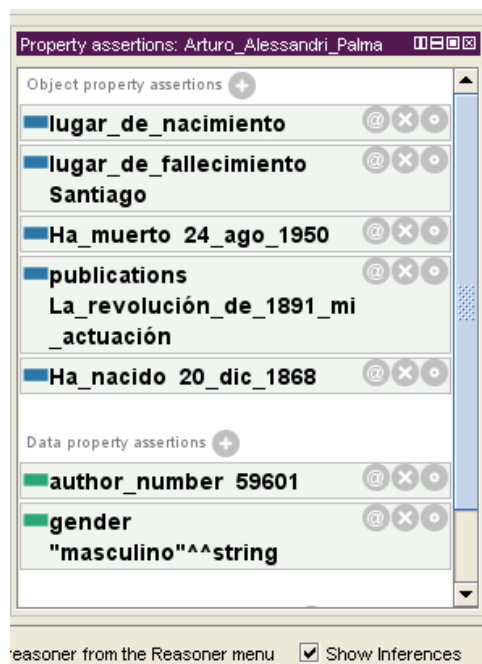 Property assertions: Arturo_Alessandri_Palma
Object property assertions
lugar_de_nacimiento
lugar_de_fallecimiento
Santiago
Ha_muerto 24_ago_1950
publications
La_revolución_de_1891_mi
_actuación
Ha_nacido 20_dic_1868
Data property assertions
author_number 59601
gender
"masculino"^^string
reasoner from the Reasoner menu Show Inferences